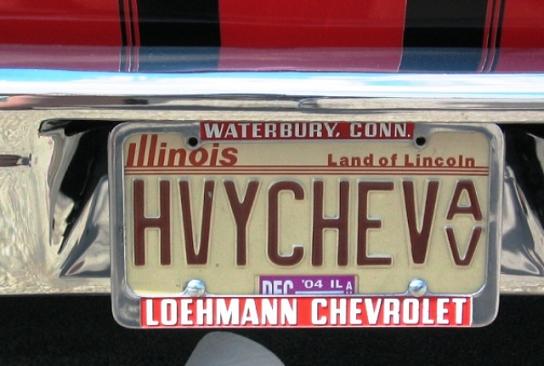 WATERBURY, CONN.
Illinois Land of Lincoln
HVYCHEV AV
DEC '04 IL A
LOEHMANN CHEVROLET